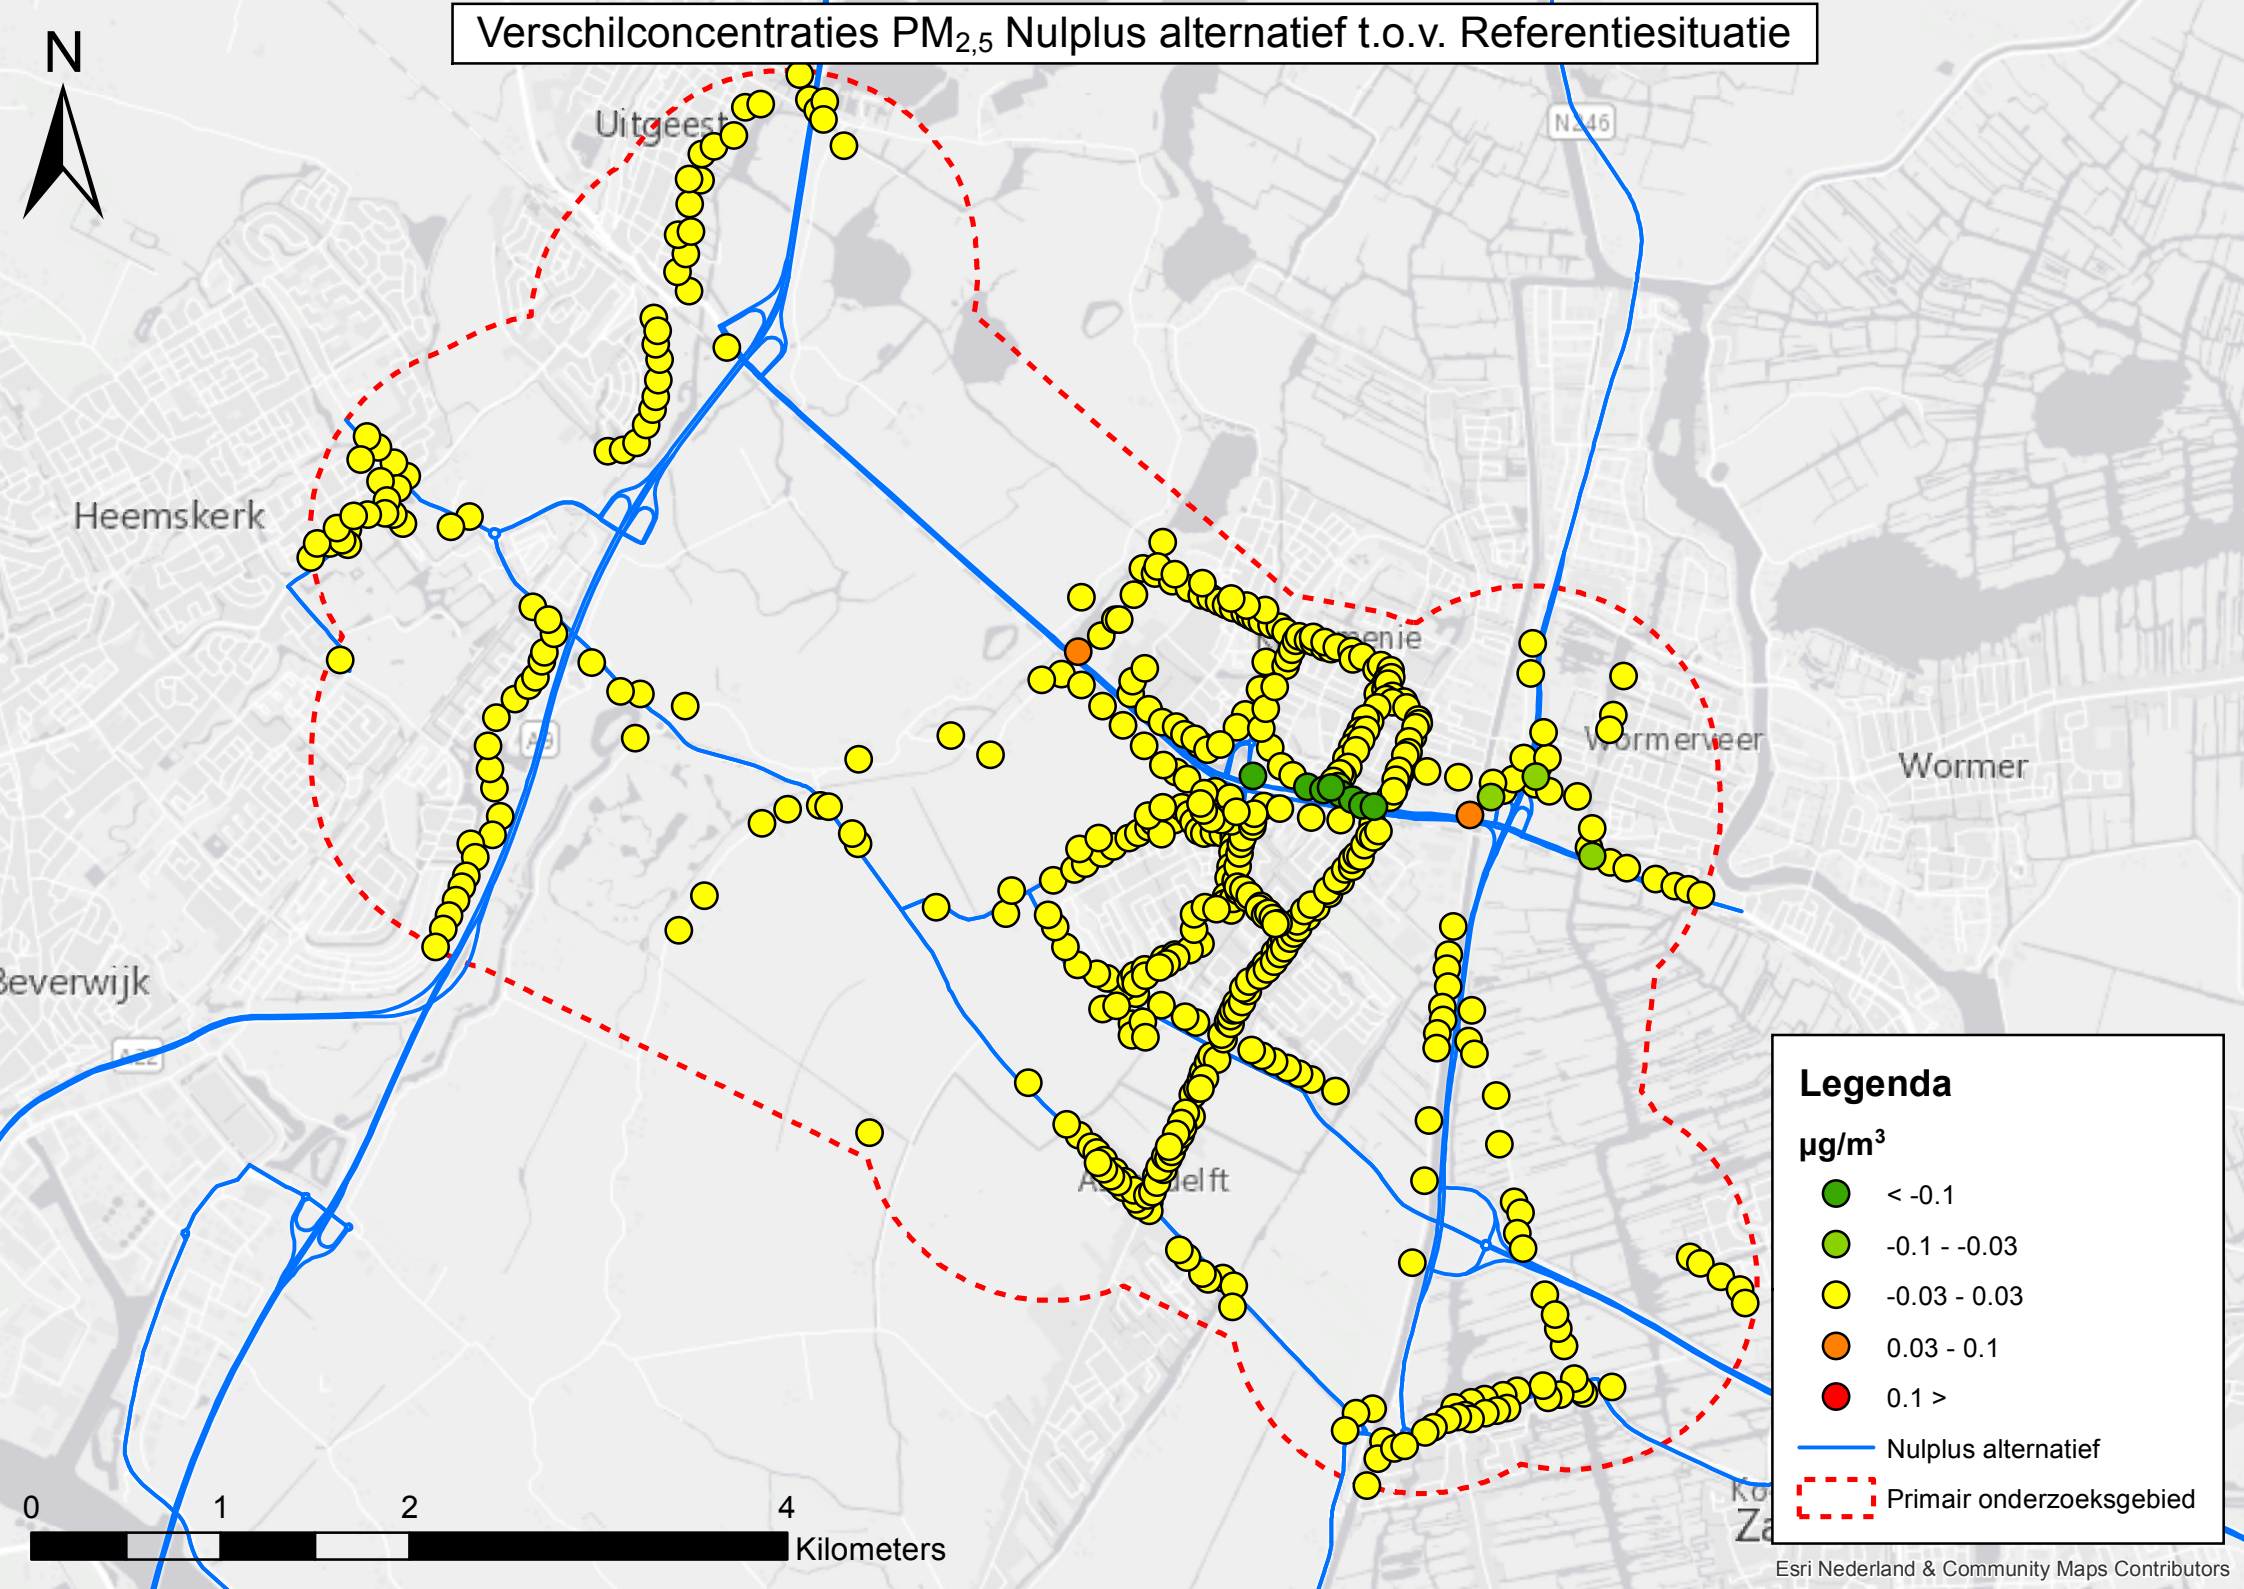 Verschilconcentraties PM2,5 Nulplus alternatief t.o.v. Referentiesituatie
N
Uitgeest
N246
Heemskerk
Wormerveer
Wormer
A9
Beverwijk
A22
Legenda
µg/m³
< -0.1
-0.1 - -0.03
-0.03 - 0.03
0.03 - 0.1
0.1 >
Nulplus alternatief
Primair onderzoeksgebied
0 1 2 4
Kilometers
Esri Nederland & Community Maps Contributors